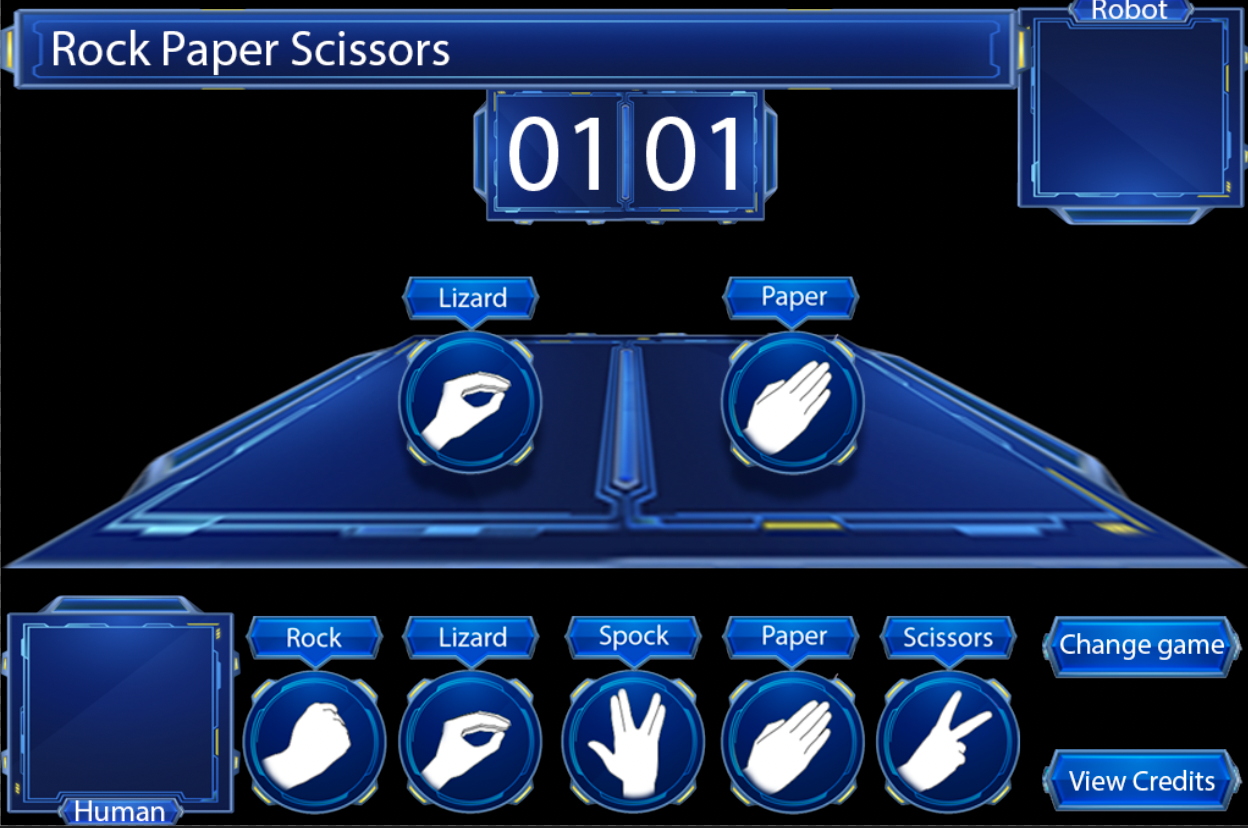 Rock Paper Scissors
Robot
01 01
Lizard
Paper
Rock
Lizard
Spock
Paper
Scissors
Change game
View Credits
Human